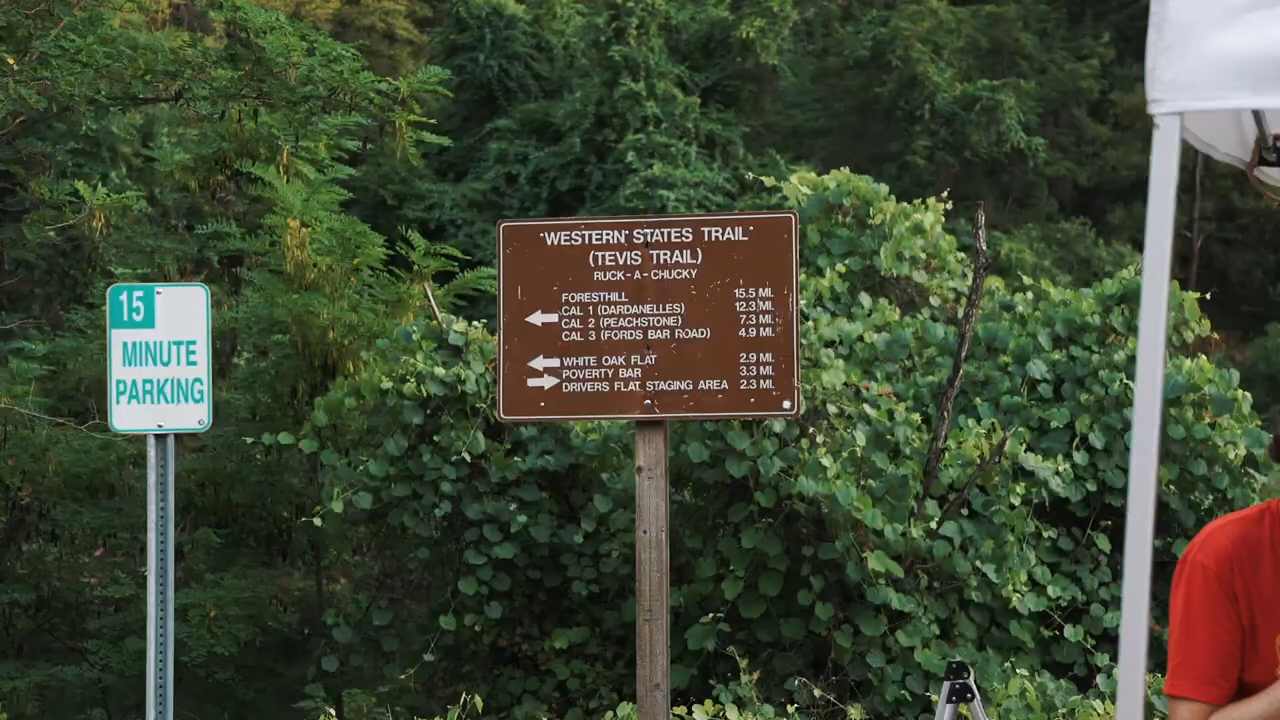 15
MINUTE
PARKING
WESTERN STATES TRAIL
(TEVIS TRAIL)
RUCK-A-CHUCKY
FORESTHILL 15.5 MI.
CAL 1 (DARDANELLES) 12.3 MI.
CAL 2 (PEACHSTONE) 7.3 MI.
CAL 3 (FORDS BAR ROAD) 4.9 MI.
WHITE OAK FLAT 2.9 MI.
POVERTY BAR 3.3 MI.
DRIVERS FLAT STAGING AREA 2.3 MI.